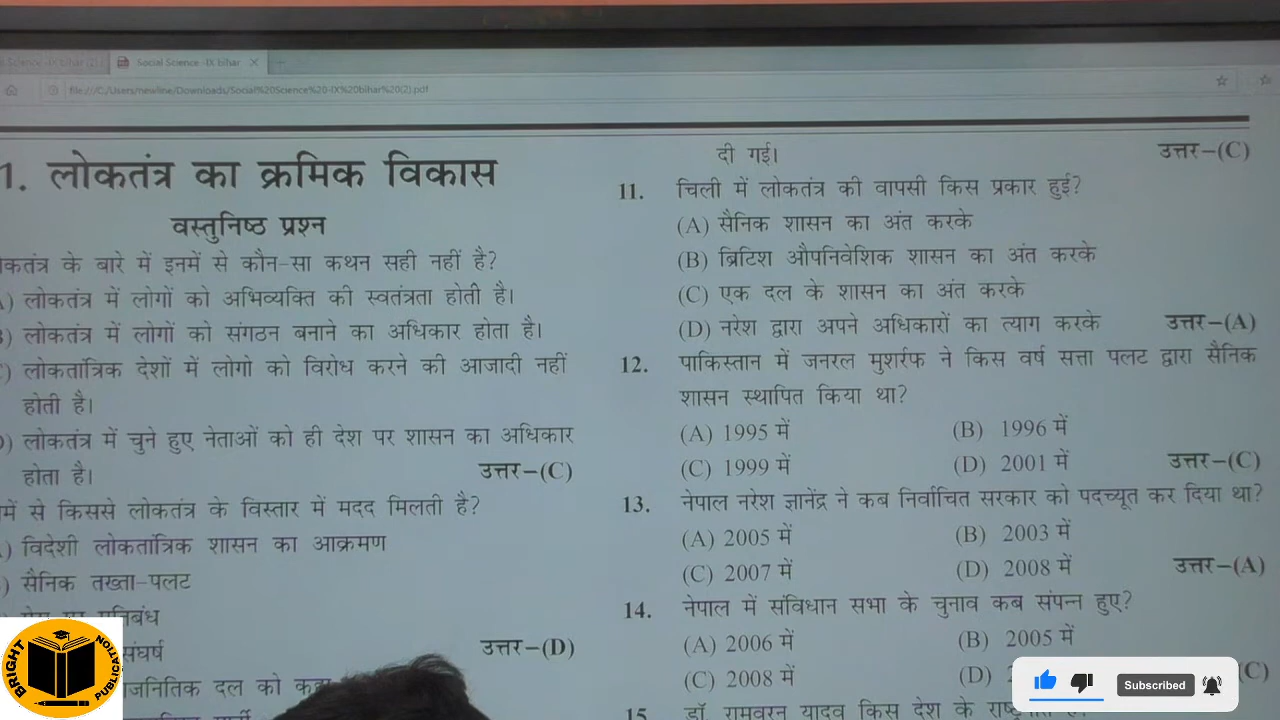 Social Science -IX bihar
file:///C:/Users/newline/Downloads/Social%20Science%20-IX%20bihar%20(2).pdf
1. लोकतंत्र का क्रमिक विकास
वस्तुनिष्ठ प्रश्न
कतंत्र के बारे में इनमें से कौन-सा कथन सही नहीं है?
) लोकतंत्र में लोगों को अभिव्यक्ति की स्वतंत्रता होती है।
) लोकतंत्र में लोगों को संगठन बनाने का अधिकार होता है।
) लोकतांत्रिक देशों में लोगो को विरोध करने की आजादी नहीं
होती है।
) लोकतंत्र में चुने हुए नेताओं को ही देश पर शासन का अधिकार
होता है। उत्तर–(C)
में से किससे लोकतंत्र के विस्तार में मदद मिलती है?
) विदेशी लोकतांत्रिक शासन का आक्रमण
) सैनिक तख्ता-पलट
संघर्ष उत्तर–(D)
जनितिक दल को
दी गई। उत्तर–(C)
11. चिली में लोकतंत्र की वापसी किस प्रकार हुई?
(A) सैनिक शासन का अंत करके
(B) ब्रिटिश औपनिवेशिक शासन का अंत करके
(C) एक दल के शासन का अंत करके
(D) नरेश द्वारा अपने अधिकारों का त्याग करके उत्तर–(A)
12. पाकिस्तान में जनरल मुशर्रफ ने किस वर्ष सत्ता पलट द्वारा सैनिक
शासन स्थापित किया था?
(A) 1995 में (B) 1996 में
(C) 1999 में (D) 2001 में उत्तर–(C)
13. नेपाल नरेश ज्ञानेंद्र ने कब निर्वाचित सरकार को पदच्यूत कर दिया था?
(A) 2005 में (B) 2003 में
(C) 2007 में (D) 2008 में उत्तर–(A)
14. नेपाल में संविधान सभा के चुनाव कब संपन्न हुए?
(A) 2006 में (B) 2005 में
(C) 2008 में (D) (C)
15 डॉ. रामवरन यादव किस देश के
BRIGHT PUBLICATION
Subscribed